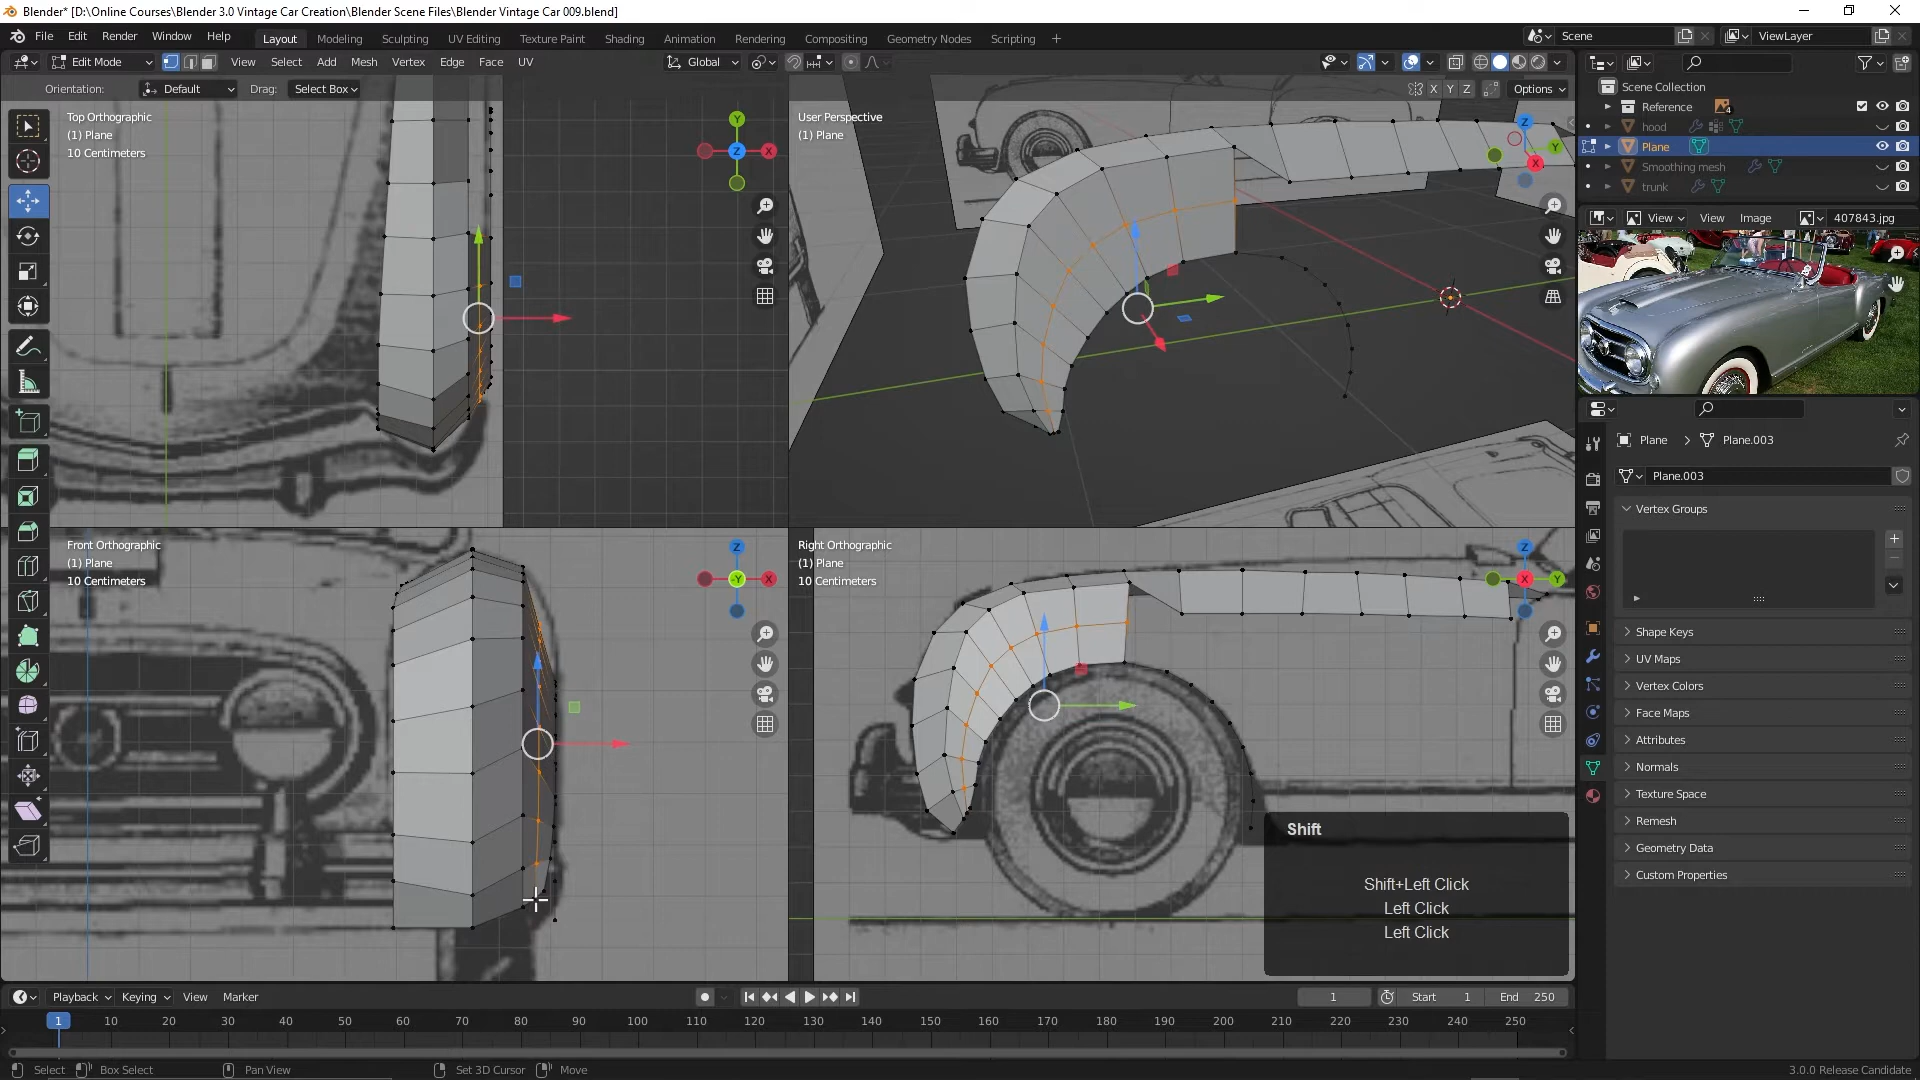 Blender* [D:\Online Courses\Blender 3.0 Vintage Car Creation\Blender Scene Files\Blender Vintage Car 009.blend]
File Edit Render Window Help Layout Modeling Sculpting UV Editing Texture Paint Shading Animation Rendering Compositing Geometry Nodes Scripting + Scene ViewLayer
Edit Mode View Select Add Mesh Vertex Edge Face UV Global
Orientation: Default Drag: Select Box X Y Z Options
Top Orthographic
(1) Plane
10 Centimeters
Y
Z
X
User Perspective
(1) Plane
Z
Y
X
Front Orthographic
(1) Plane
10 Centimeters
Z
-Y
X
Right Orthographic
(1) Plane
10 Centimeters
Z
X
Y
Shift
Shift+Left Click
Left Click
Left Click
Scene Collection
Reference
4
hood
Plane
Smoothing mesh
trunk
View View Image 407843.jpg
Plane Plane.003
Plane.003
Vertex Groups
Shape Keys
UV Maps
Vertex Colors
Face Maps
Attributes
Normals
Texture Space
Remesh
Geometry Data
Custom Properties
Playback Keying View Marker 1 Start 1 End 250
1 10 20 30 40 50 60 70 80 90 100 110 120 130 140 150 160 170 180 190 200 210 220 230 240 250
Select Box Select Pan View Set 3D Cursor Move 3.0.0 Release Candidate